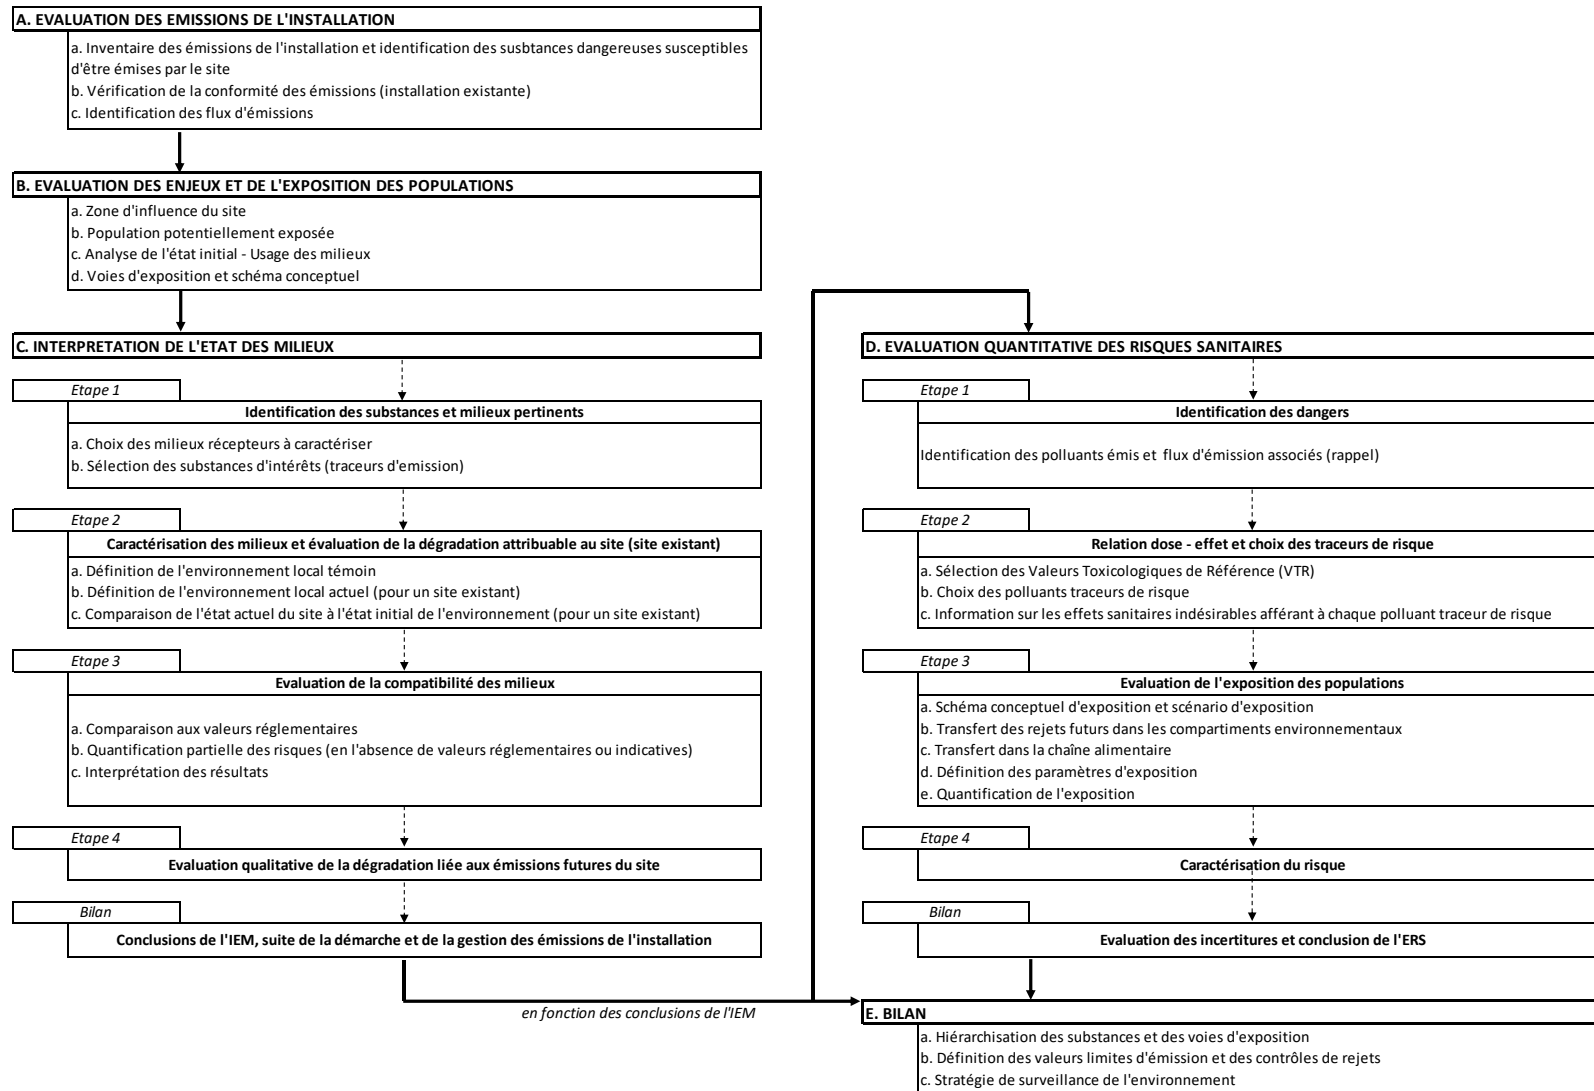 A. EVALUATION DES EMISSIONS DE L'INSTALLATION
a. Inventaire des émissions de l'installation et identification des susbtances dangereuses susceptibles
d'être émises par le site
b. Vérification de la conformité des émissions (installation existante)
c. Identification des flux d'émissions
B. EVALUATION DES ENJEUX ET DE L'EXPOSITION DES POPULATIONS
a. Zone d'influence du site
b. Population potentiellement exposée
c. Analyse de l'état initial - Usage des milieux
d. Voies d'exposition et schéma conceptuel
C. INTERPRETATION DE L'ETAT DES MILIEUX
Etape 1
Identification des substances et milieux pertinents
a. Choix des milieux récepteurs à caractériser
b. Sélection des substances d'intérêts (traceurs d'emission)
Etape 2
Caractérisation des milieux et évaluation de la dégradation attribuable au site (site existant)
a. Définition de l'environnement local témoin
b. Définition de l'environnement local actuel (pour un site existant)
c. Comparaison de l'état actuel du site à l'état initial de l'environnement (pour un site existant)
Etape 3
Evaluation de la compatibilité des milieux
a. Comparaison aux valeurs réglementaires
b. Quantification partielle des risques (en l'absence de valeurs réglementaires ou indicatives)
c. Interprétation des résultats
Etape 4
Evaluation qualitative de la dégradation liée aux émissions futures du site
Bilan
Conclusions de l'IEM, suite de la démarche et de la gestion des émissions de l'installation
en fonction des conclusions de l'IEM
D. EVALUATION QUANTITATIVE DES RISQUES SANITAIRES
Etape 1
Identification des dangers
Identification des polluants émis et flux d'émission associés (rappel)
Etape 2
Relation dose - effet et choix des traceurs de risque
a. Sélection des Valeurs Toxicologiques de Référence (VTR)
b. Choix des polluants traceurs de risque
c. Information sur les effets sanitaires indésirables afférant à chaque polluant traceur de risque
Etape 3
Evaluation de l'exposition des populations
a. Schéma conceptuel d'exposition et scénario d'exposition
b. Transfert des rejets futurs dans les compartiments environnementaux
c. Transfert dans la chaîne alimentaire
d. Définition des paramètres d'exposition
e. Quantification de l'exposition
Etape 4
Caractérisation du risque
Bilan
Evaluation des incertitures et conclusion de l'ERS
E. BILAN
a. Hiérarchisation des substances et des voies d'exposition
b. Définition des valeurs limites d'émission et des contrôles de rejets
c. Stratégie de surveillance de l'environnement